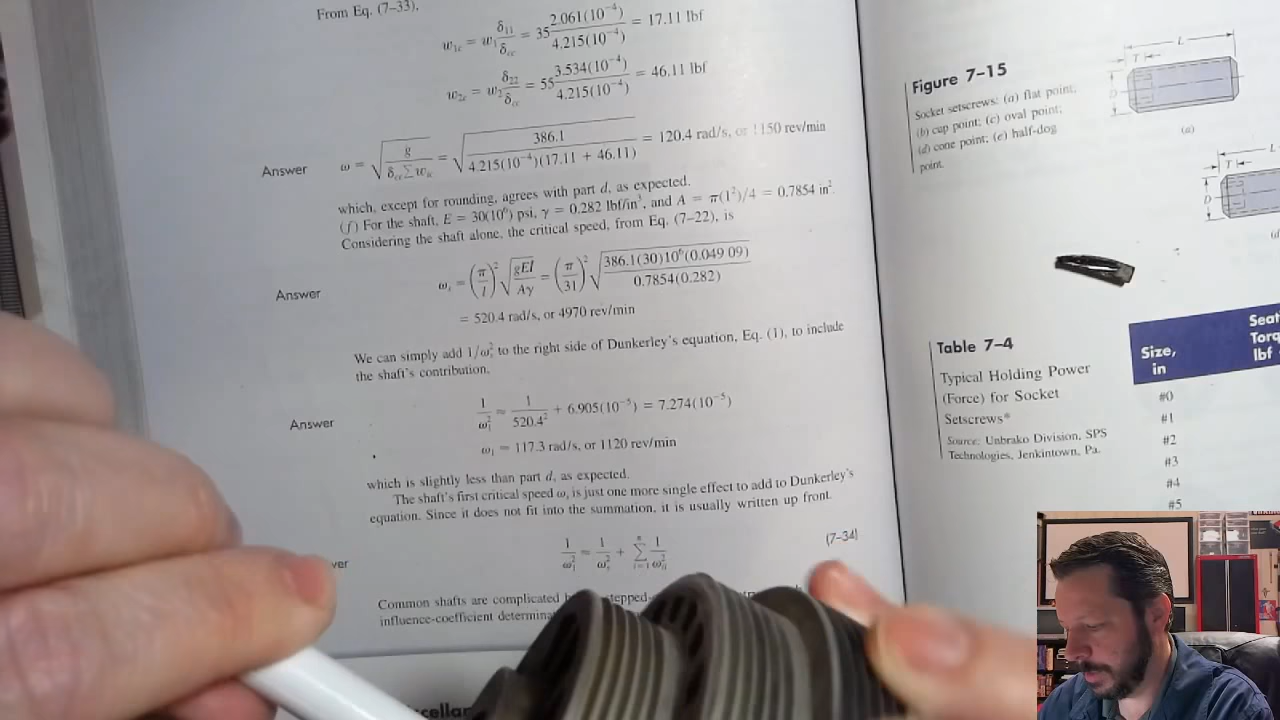 From Eq. (7–33),
w1c = w1 δ11/δcc = 35 2.061(10⁻⁴)/4.215(10⁻⁴) = 17.11 lbf
w2c = w2 δ22/δcc = 55 3.534(10⁻⁴)/4.215(10⁻⁴) = 46.11 lbf
Answer ω = √(g/(δcc Σwic)) = √(386.1/(4.215(10⁻⁴)(17.11 + 46.11))) = 120.4 rad/s, or 1150 rev/min
which, except for rounding, agrees with part d, as expected.
(f) For the shaft, E = 30(10⁶) psi, γ = 0.282 lbf/in³, and A = π(1²)/4 = 0.7854 in².
Considering the shaft alone, the critical speed, from Eq. (7–22), is
Answer ωs = (π/l)² √(gEI/Aγ) = (π/31)² √(386.1(30)10⁶(0.049 09)/0.7854(0.282))
= 520.4 rad/s, or 4970 rev/min
We can simply add 1/ωs² to the right side of Dunkerley's equation, Eq. (1), to include
the shaft's contribution,
Answer 1/ω1² ≈ 1/520.4² + 6.905(10⁻⁵) = 7.274(10⁻⁵)
ω1 ≈ 117.3 rad/s, or 1120 rev/min
which is slightly less than part d, as expected.
The shaft's first critical speed ωs is just one more single effect to add to Dunkerley's
equation. Since it does not fit into the summation, it is usually written up front.
ver 1/ω1² ≈ 1/ωs² + Σ i=1 n 1/ωii² (7–34)
Common shafts are complicated stepped-
influence-coefficient determina
scellan
Figure 7–15
Socket setscrews: (a) flat point;
(b) cup point; (c) oval point;
(d) cone point; (e) half-dog
point.
L
T
D
(a)
L
T
D
(d
Table 7–4
Typical Holding Power
(Force) for Socket
Setscrews*
Source: Unbrako Division, SPS
Technologies, Jenkintown, Pa.
Size,
in
Seat
Torq
lbf
#0
#1
#2
#3
#4
#5